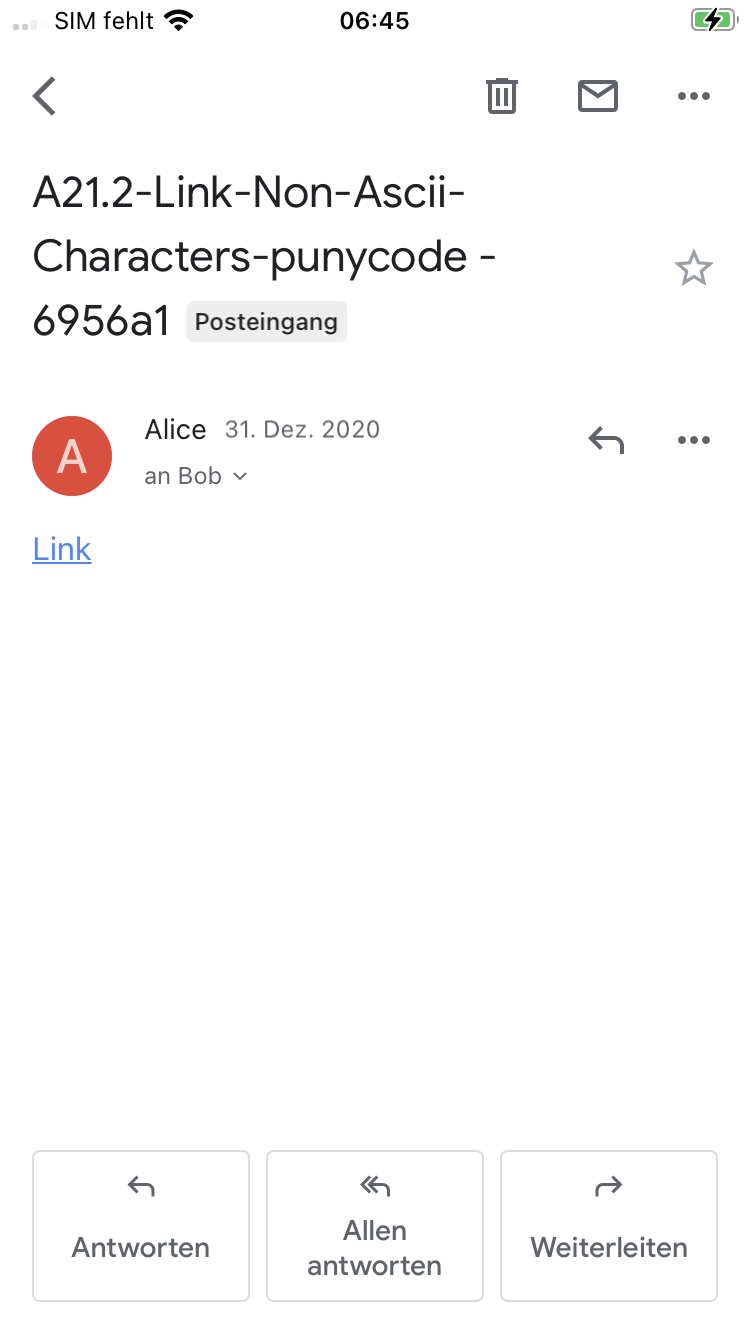 SIM fehlt 06:45
A21.2-Link-Non-Ascii-
Characters-punycode -
6956a1 Posteingang
A
Alice 31. Dez. 2020
an Bob
Link
Antworten
Allen
antworten
Weiterleiten